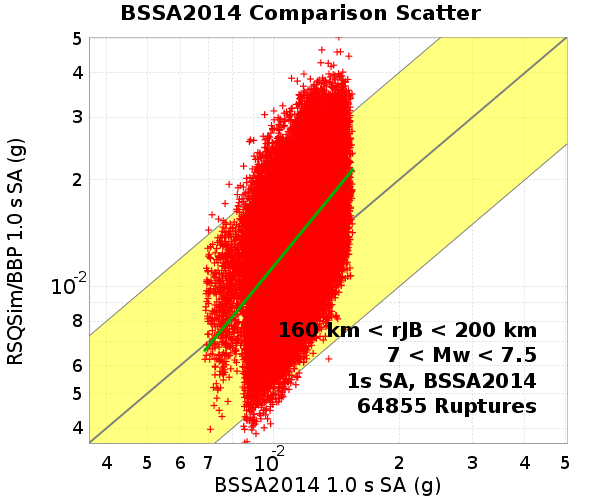 BSSA2014 Comparison Scatter
RSQSim/BBP 1.0 s SA (g)
5
4
3
2
10-2
8
6
5
4
160 km < rJB < 200 km
7 < Mw < 7.5
1s SA, BSSA2014
64855 Ruptures
4 5 6 7 10-2 2 3 4 5
BSSA2014 1.0 s SA (g)